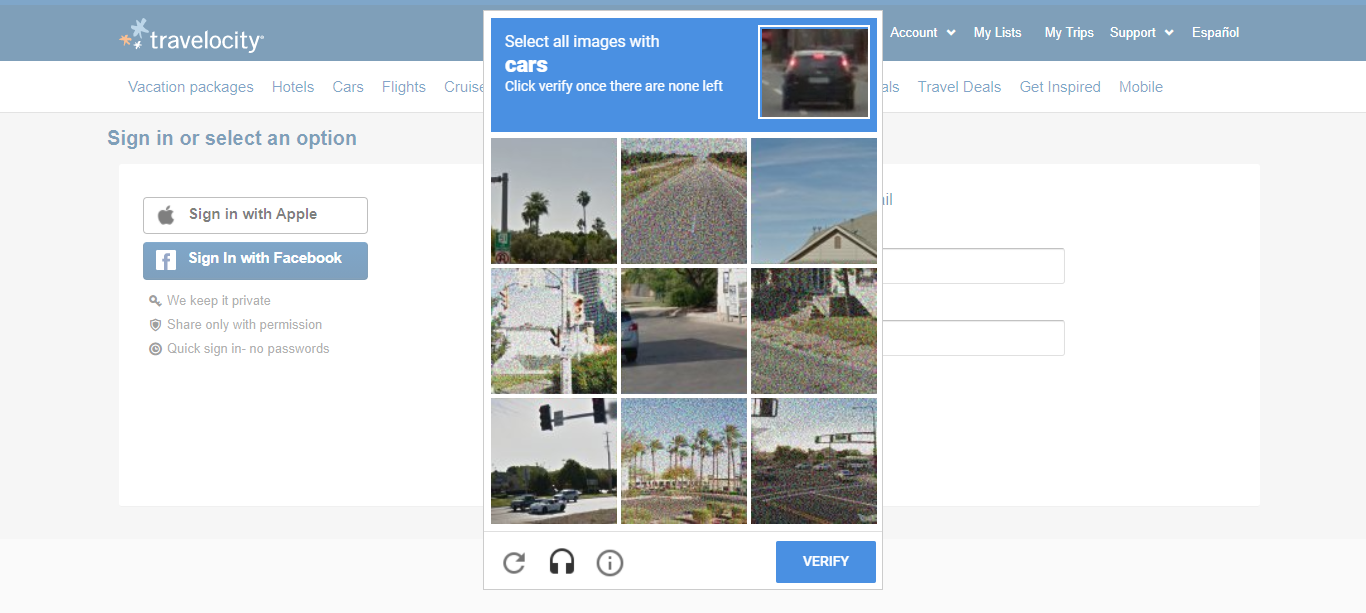 travelocity®
Account
My Lists
My Trips
Support
Español
Vacation packages
Hotels
Cars
Flights
Cruise
als
Travel Deals
Get Inspired
Mobile
Sign in or select an option
Sign in with Apple
Sign In with Facebook
We keep it private
Share only with permission
Quick sign in- no passwords
il
Select all images with
cars
Click verify once there are none left
VERIFY